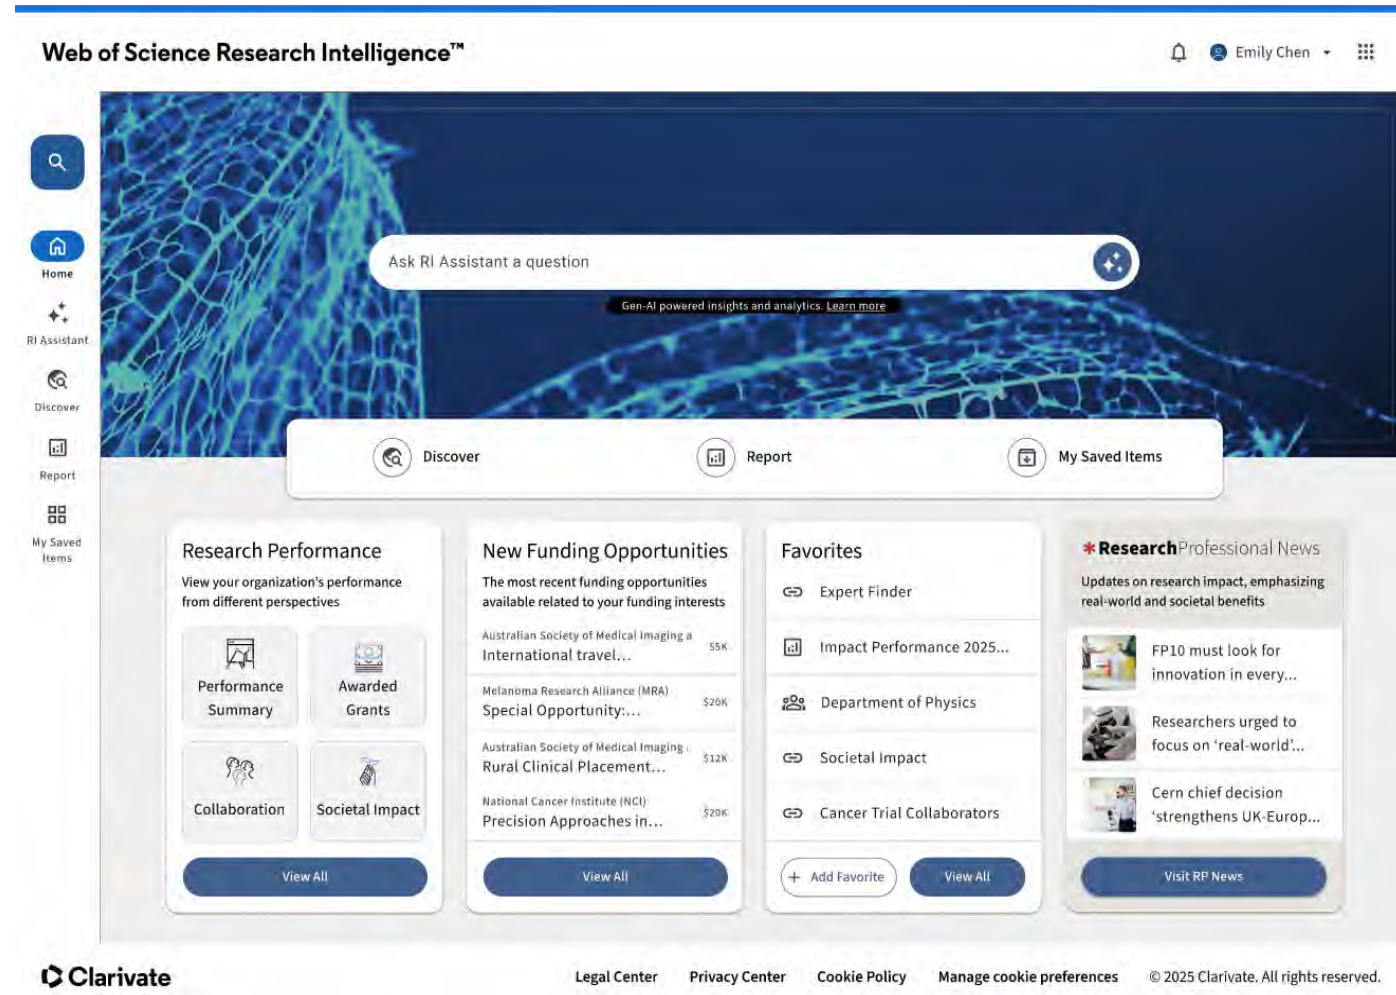 Web of Science Research Intelligence™
Emily Chen
Home
RI Assistant
Discover
Report
My Saved
Items
Ask RI Assistant a question
Gen-AI powered insights and analytics. Learn more
Discover
Report
My Saved Items
Research Performance
View your organization's performance
from different perspectives
Performance
Summary
Awarded
Grants
Collaboration
Societal Impact
View All
New Funding Opportunities
The most recent funding opportunities
available related to your funding interests
Australian Society of Medical Imaging a
International travel...
$5K
Melanoma Research Alliance (MRA)
Special Opportunity:...
$20K
Australian Society of Medical Imaging .
Rural Clinical Placement...
$12K
National Cancer Institute (NCI)
Precision Approaches in...
$20K
View All
Favorites
Expert Finder
Impact Performance 2025...
Department of Physics
Societal Impact
Cancer Trial Collaborators
+ Add Favorite
View All
*ResearchProfessional News
Updates on research impact, emphasizing
real-world and societal benefits
FP10 must look for
innovation in every...
Researchers urged to
focus on 'real-world'...
Cern chief decision
'strengthens UK-Europ...
Visit RP News
Clarivate
Legal Center
Privacy Center
Cookie Policy
Manage cookie preferences
© 2025 Clarivate. All rights reserved.